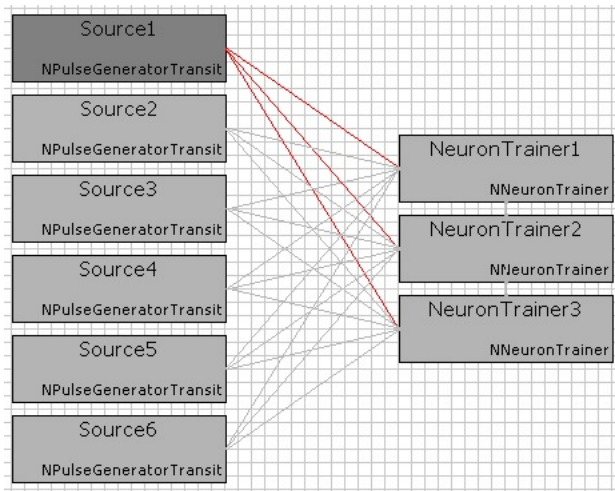 Source1
NPulseGeneratorTransit
Source2
NPulseGeneratorTransit
Source3
NPulseGeneratorTransit
Source4
NPulseGeneratorTransit
Source5
NPulseGeneratorTransit
Source6
NPulseGeneratorTransit
NeuronTrainer1
NNeuronTrainer
NeuronTrainer2
NNeuronTrainer
NeuronTrainer3
NNeuronTrainer